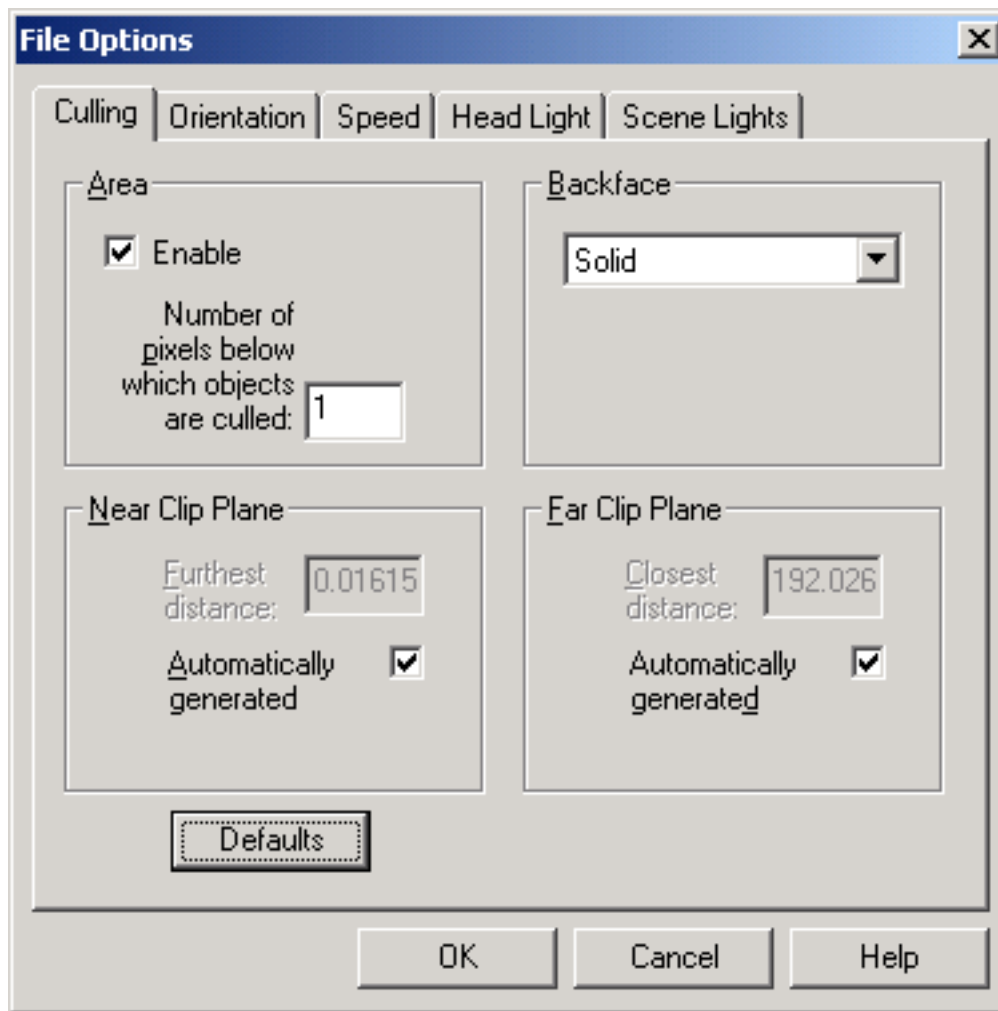 File Options
Culling Orientation Speed Head Light Scene Lights
Area
Enable
Number of
pixels below
which objects
are culled: 1
Backface
Solid
Near Clip Plane
Furthest
distance: 0.01615
Automatically
generated
Far Clip Plane
Closest
distance: 192.026
Automatically
generated
Defaults
OK Cancel Help